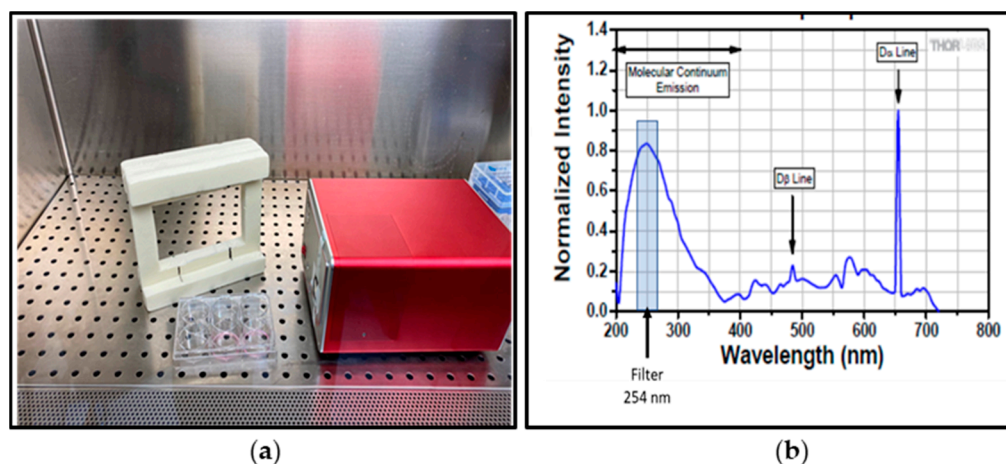 1.4
1.2
1.0
0.8
0.6
0.4
0.2
0.0
Normalized Intensity
Molecular Continuum
Emission
Dα Line
THORLABS
Dβ Line
200 300 400 500 600 700 800
Wavelength (nm)
Filter
254 nm
(a)
(b)